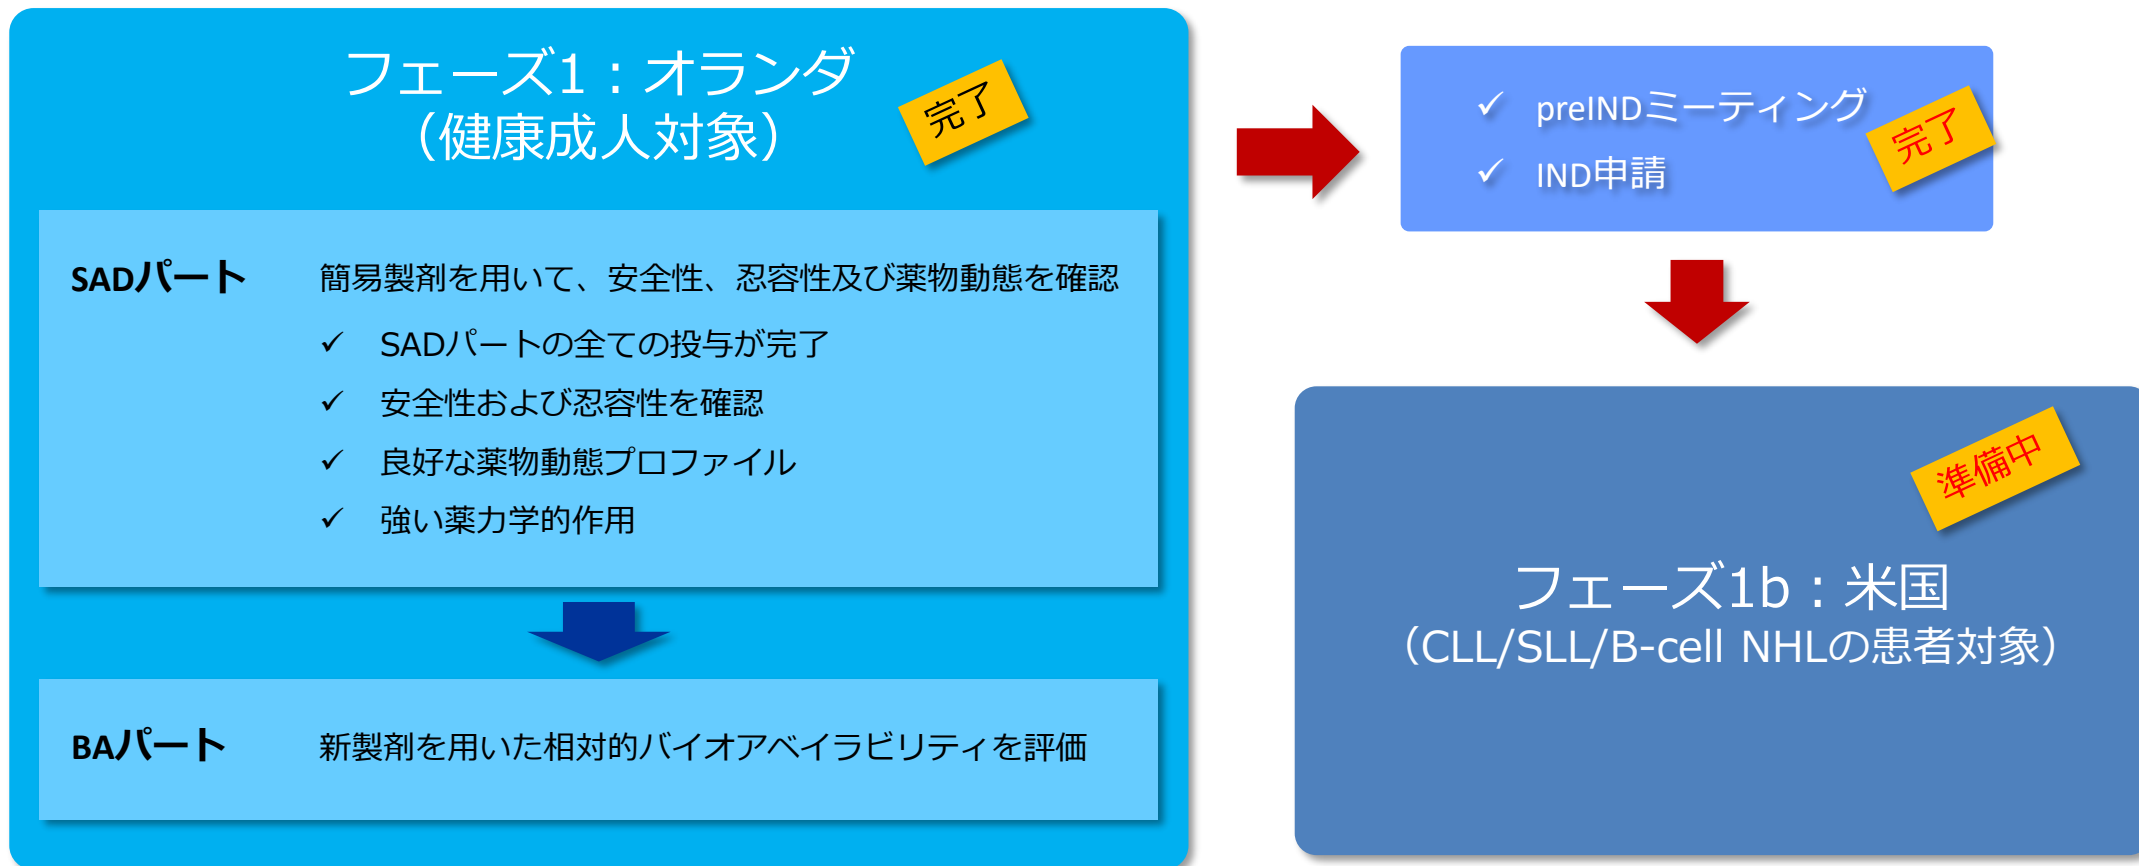 フェーズ1：オランダ
（健康成人対象）
完了
SADパート
簡易製剤を用いて、安全性、忍容性及び薬物動態を確認
✓ SADパートの全ての投与が完了
✓ 安全性および忍容性を確認
✓ 良好な薬物動態プロファイル
✓ 強い薬力学的作用
BAパート
新製剤を用いた相対的バイオアベイラビリティを評価
✓ preINDミーティング
✓ IND申請
完了
準備中
フェーズ1b：米国
（CLL/SLL/B-cell NHLの患者対象）